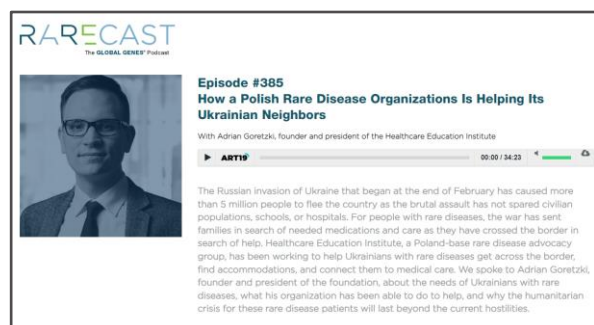 RARECAST
The GLOBAL GENES® Podcast
Episode #385
How a Polish Rare Disease Organizations Is Helping Its
Ukrainian Neighbors
With Adrian Goretzki, founder and president of the Healthcare Education Institute
ART19
00:00 / 34:23
The Russian invasion of Ukraine that began at the end of February has caused more
than 5 million people to flee the country as the brutal assault has not spared civilian
populations, schools, or hospitals. For people with rare diseases, the war has sent
families in search of needed medications and care as they have crossed the border in
search of help. Healthcare Education Institute, a Poland-base rare disease advocacy
group, has been working to help Ukrainians with rare diseases get across the border,
find accommodations, and connect them to medical care. We spoke to Adrian Goretzki,
founder and president of the foundation, about the needs of Ukrainians with rare
diseases, what his organization has been able to do to help, and why the humanitarian
crisis for these rare disease patients will last beyond the current hostilities.